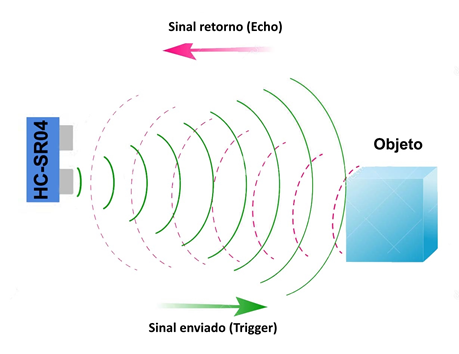 Sinal retorno (Echo)
HC-SR04
Objeto
Sinal enviado (Trigger)